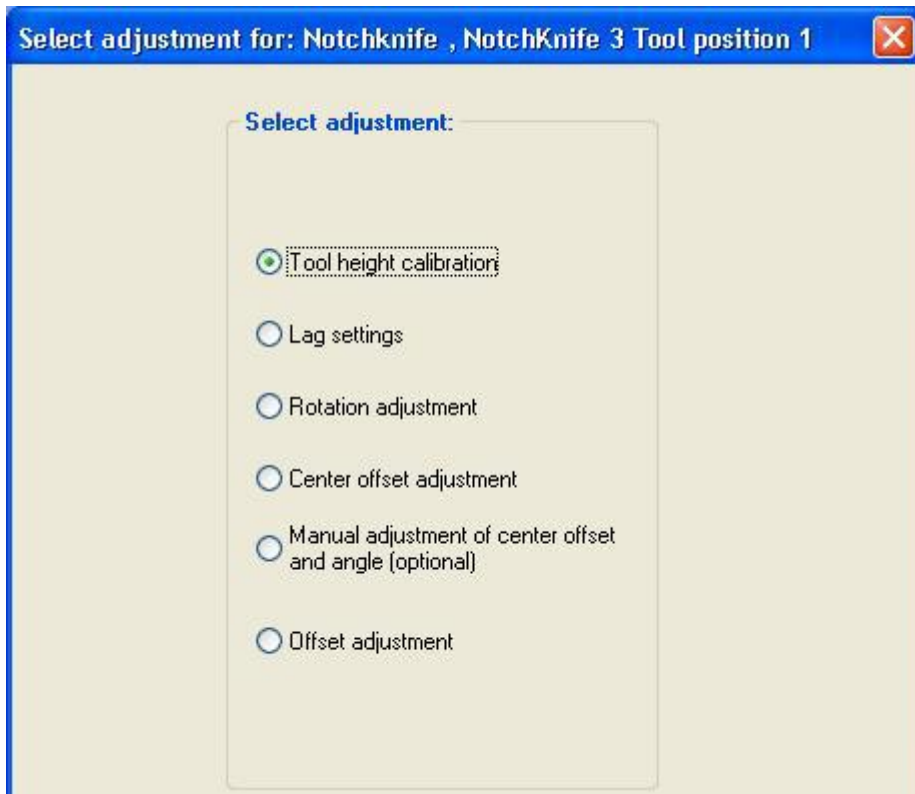 Select adjustment for: Notchknife , NotchKnife 3 Tool position 1
Select adjustment:
Tool height calibration
Lag settings
Rotation adjustment
Center offset adjustment
Manual adjustment of center offset
and angle (optional)
Offset adjustment